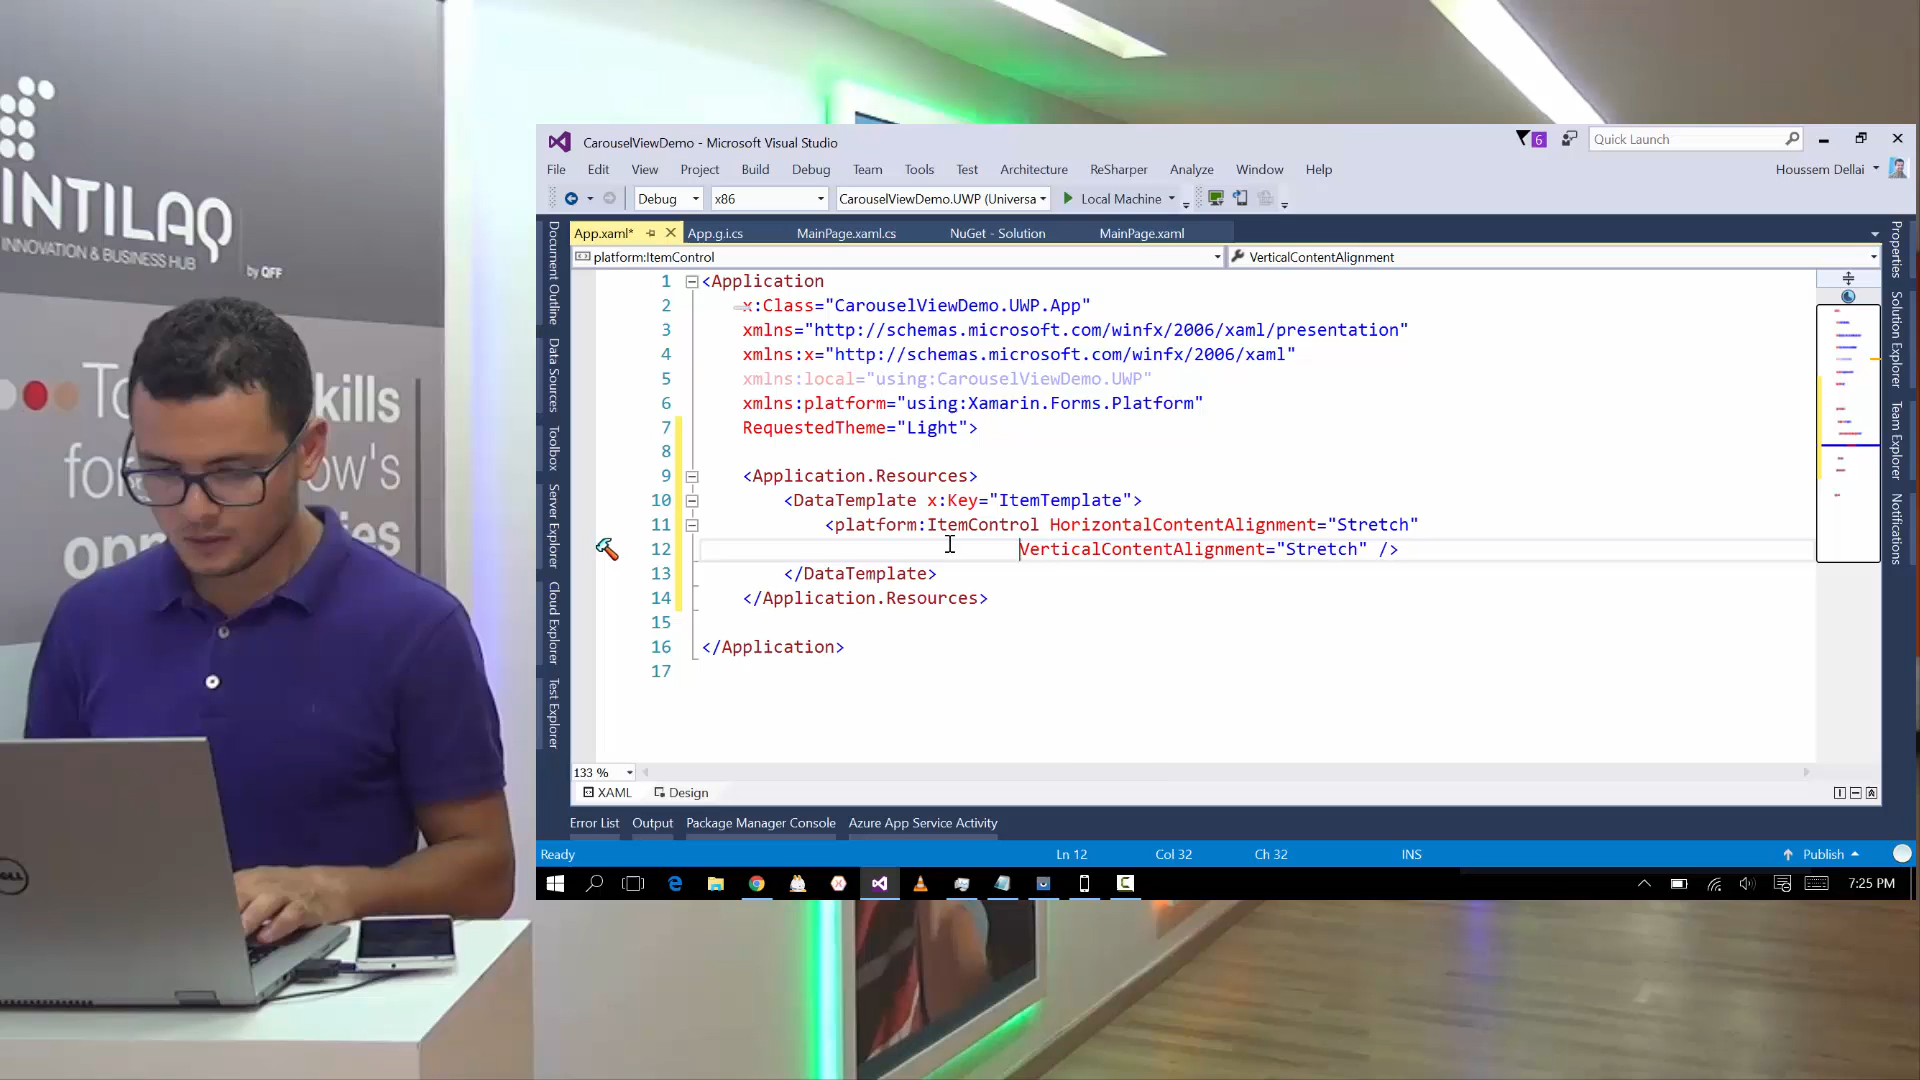 INTILAQ
INNOVATION & BUSINESS HUB
by QFF
kills
for
ow's
DELL
CarouselViewDemo - Microsoft Visual Studio
6
Quick Launch
File Edit View Project Build Debug Team Tools Test Architecture ReSharper Analyze Window Help
Houssem Dellai
Debug x86 CarouselViewDemo.UWP (Universa Local Machine
App.xaml* App.g.i.cs MainPage.xaml.cs NuGet - Solution MainPage.xaml
platform:ItemControl VerticalContentAlignment
1 <Application
2 x:Class="CarouselViewDemo.UWP.App"
3 xmlns="http://schemas.microsoft.com/winfx/2006/xaml/presentation"
4 xmlns:x="http://schemas.microsoft.com/winfx/2006/xaml"
5 xmlns:local="using:CarouselViewDemo.UWP"
6 xmlns:platform="using:Xamarin.Forms.Platform"
7 RequestedTheme="Light">
8
9 <Application.Resources>
10 <DataTemplate x:Key="ItemTemplate">
11 <platform:ItemControl HorizontalContentAlignment="Stretch"
12 VerticalContentAlignment="Stretch" />
13 </DataTemplate>
14 </Application.Resources>
15
16 </Application>
17
Document Outline
Data Sources
Toolbox
Server Explorer
Cloud Explorer
Test Explorer
Properties
Solution Explorer
Team Explorer
Notifications
133 %
XAML Design
Error List Output Package Manager Console Azure App Service Activity
Ready Ln 12 Col 32 Ch 32 INS Publish
7:25 PM